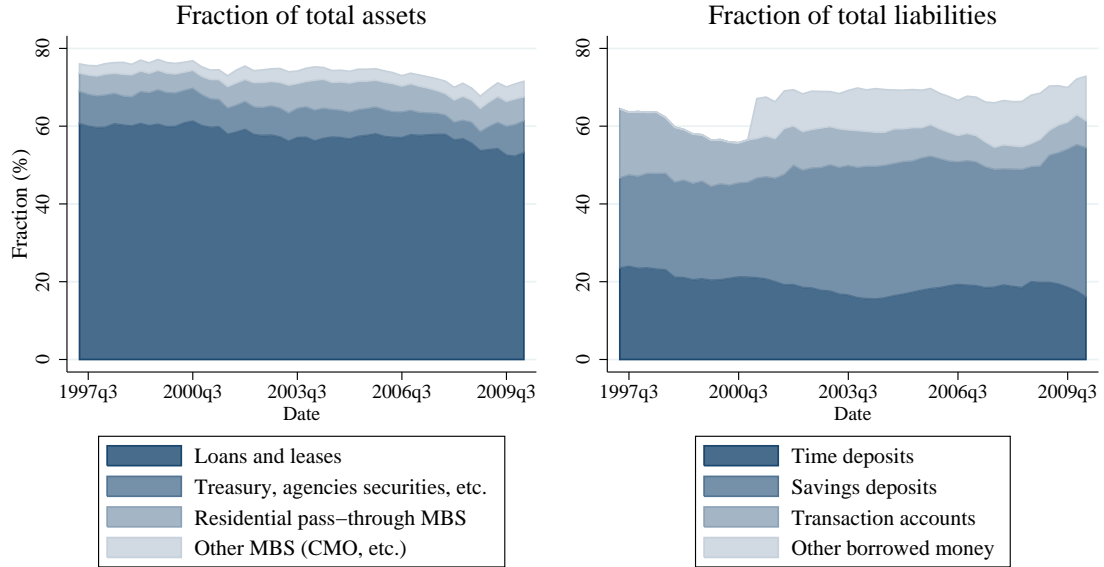 Fraction of total assets
Fraction (%)
80
60
40
20
0
1997q3 2000q3 2003q3 2006q3 2009q3
Date
Loans and leases
Treasury, agencies securities, etc.
Residential pass−through MBS
Other MBS (CMO, etc.)
Fraction of total liabilities
80
60
40
20
0
1997q3 2000q3 2003q3 2006q3 2009q3
Date
Time deposits
Savings deposits
Transaction accounts
Other borrowed money